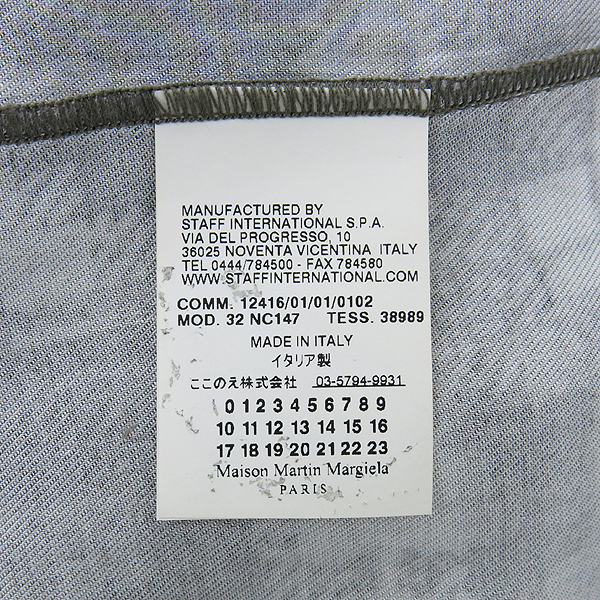 MANUFACTURED BY
STAFF INTERNATIONAL S.P.A.
VIA DEL PROGRESSO, 10
36025 NOVENTA VICENTINA ITALY
TEL 0444/784500 - FAX 784580
WWW.STAFFINTERNATIONAL.COM
COMM. 12416/01/01/0102
MOD. 32 NC147 TESS. 38989
MADE IN ITALY
イタリア製
ここのえ株式会社 03-5794-9931
0 1 2 3 4 5 6 7 8 9
10 11 12 13 14 15 16
17 18 19 20 21 22 23
Maison Martin Margiela
PARIS